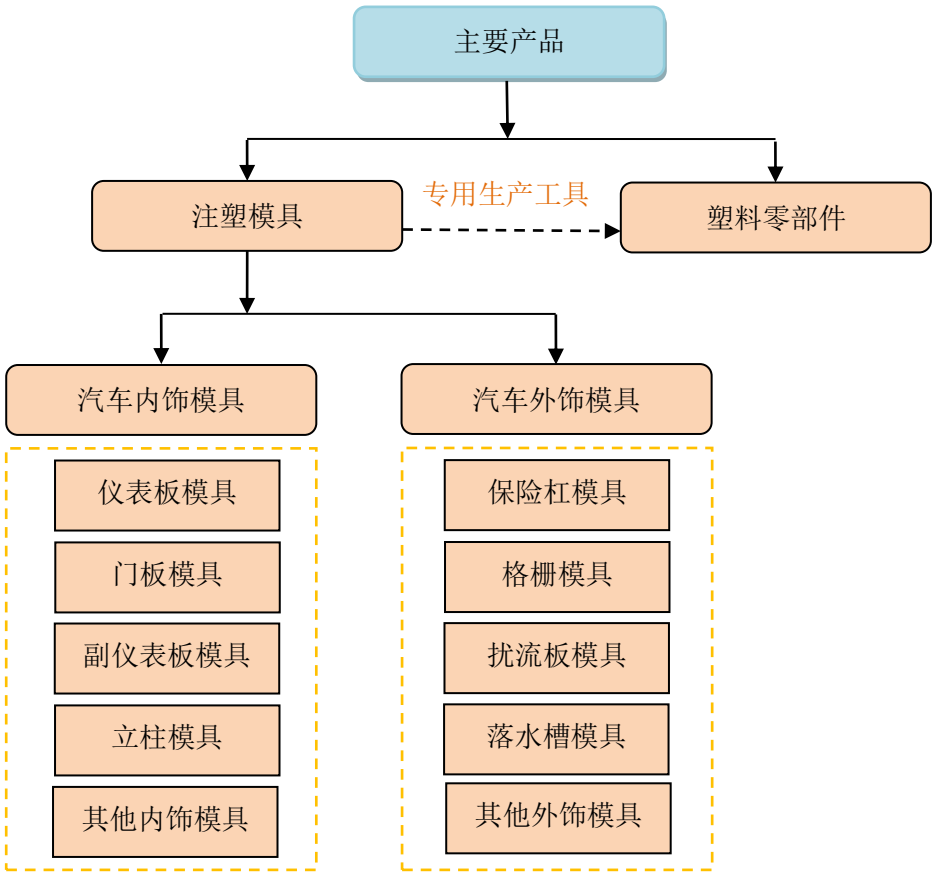 主要产品
注塑模具
专用生产工具
塑料零部件
汽车内饰模具
汽车外饰模具
仪表板模具
门板模具
副仪表板模具
立柱模具
其他内饰模具
保险杠模具
格栅模具
扰流板模具
落水槽模具
其他外饰模具